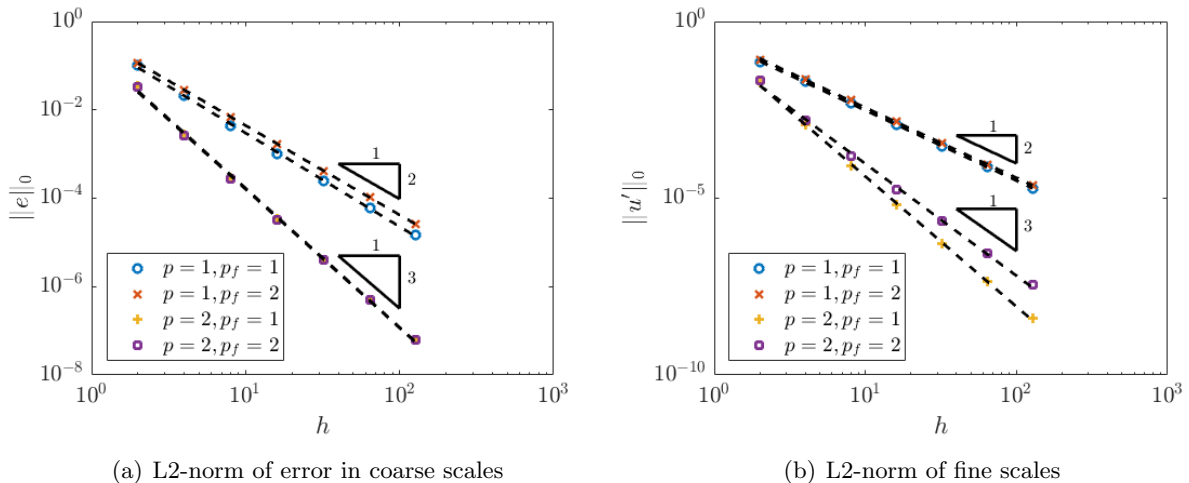 10^0
10^-2
10^-4
10^-6
10^-8
‖e‖_0
1
2
1
3
p = 1, p_f = 1
p = 1, p_f = 2
p = 2, p_f = 1
p = 2, p_f = 2
10^0 10^1 10^2 10^3
h
(a) L2-norm of error in coarse scales
10^0
10^-5
10^-10
‖u′‖_0
1
2
1
3
p = 1, p_f = 1
p = 1, p_f = 2
p = 2, p_f = 1
p = 2, p_f = 2
10^0 10^1 10^2 10^3
h
(b) L2-norm of fine scales